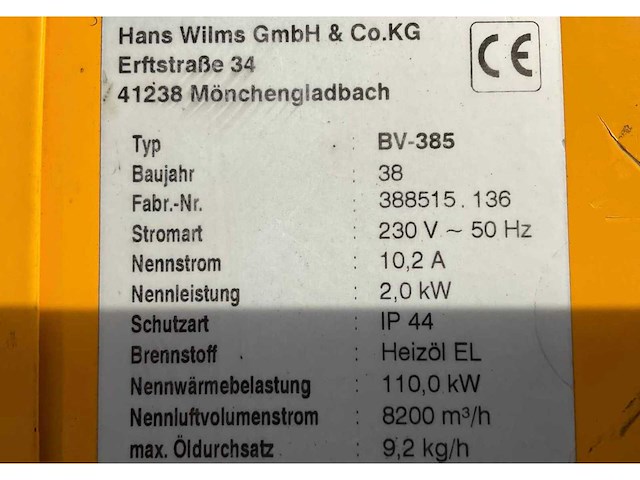 Hans Wilms GmbH & Co.KG
Erftstraße 34
41238 Mönchengladbach
CE
Typ : BV-385
Baujahr : 38
Fabr.-Nr. : 388515.136
Stromart : 230 V ~ 50 Hz
Nennstrom : 10,2 A
Nennleistung : 2,0 kW
Schutzart : IP 44
Brennstoff : Heizöl EL
Nennwärmebelastung : 110,0 kW
Nennluftvolumenstrom : 8200 m³/h
max. Öldurchsatz : 9,2 kg/h